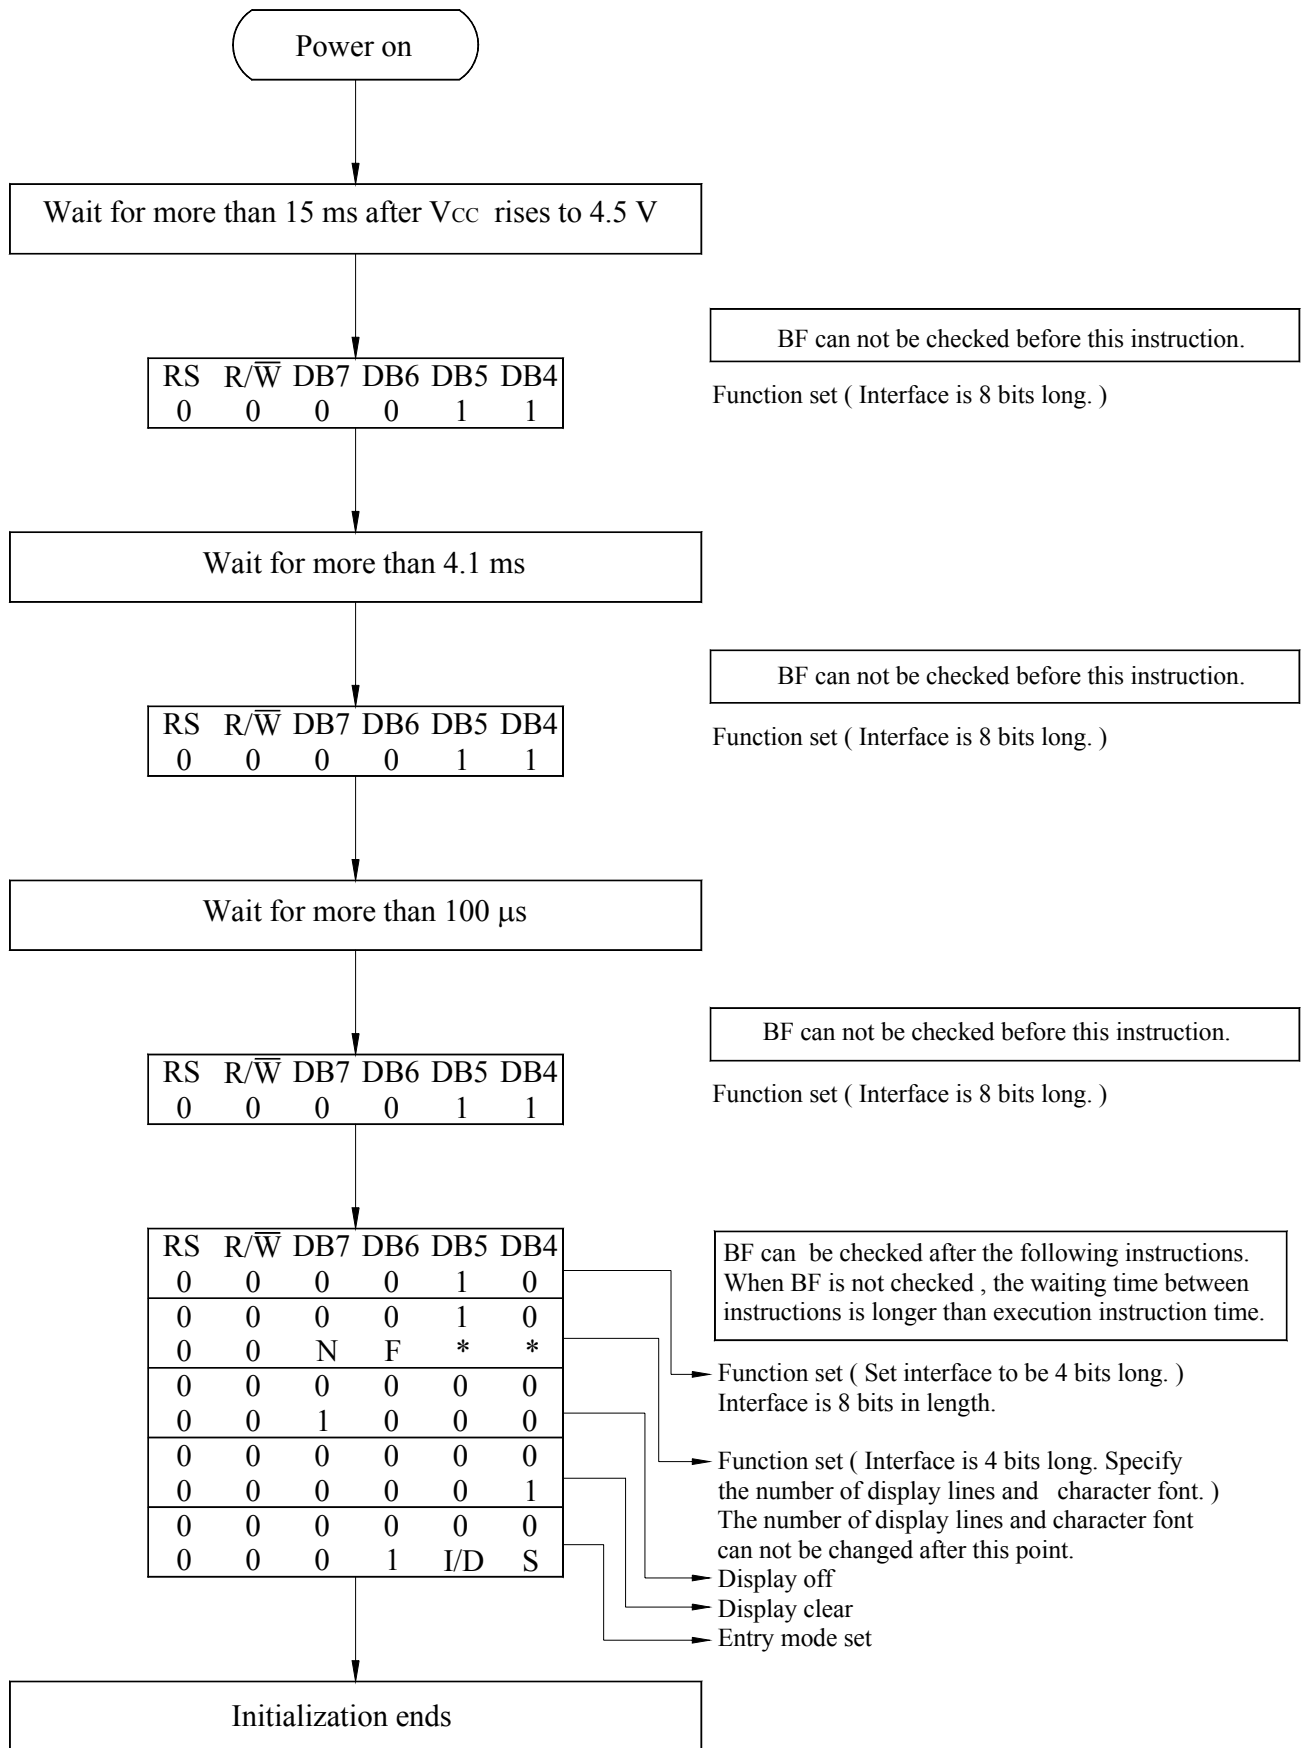 Power on
Wait for more than 15 ms after VCC rises to 4.5 V
BF can not be checked before this instruction.
RS R/W̅ DB7 DB6 DB5 DB4
0 0 0 0 1 1
Function set ( Interface is 8 bits long. )
Wait for more than 4.1 ms
BF can not be checked before this instruction.
RS R/W̅ DB7 DB6 DB5 DB4
0 0 0 0 1 1
Function set ( Interface is 8 bits long. )
Wait for more than 100 µs
BF can not be checked before this instruction.
RS R/W̅ DB7 DB6 DB5 DB4
0 0 0 0 1 1
Function set ( Interface is 8 bits long. )
RS R/W̅ DB7 DB6 DB5 DB4
0 0 0 0 1 0
0 0 0 0 1 0
0 0 N F * *
0 0 0 0 0 0
0 0 1 0 0 0
0 0 0 0 0 0
0 0 0 0 0 1
0 0 0 0 0 0
0 0 0 1 I/D S
BF can be checked after the following instructions.
When BF is not checked , the waiting time between
instructions is longer than execution instruction time.
Function set ( Set interface to be 4 bits long. )
Interface is 8 bits in length.
Function set ( Interface is 4 bits long. Specify
the number of display lines and character font. )
The number of display lines and character font
can not be changed after this point.
Display off
Display clear
Entry mode set
Initialization ends